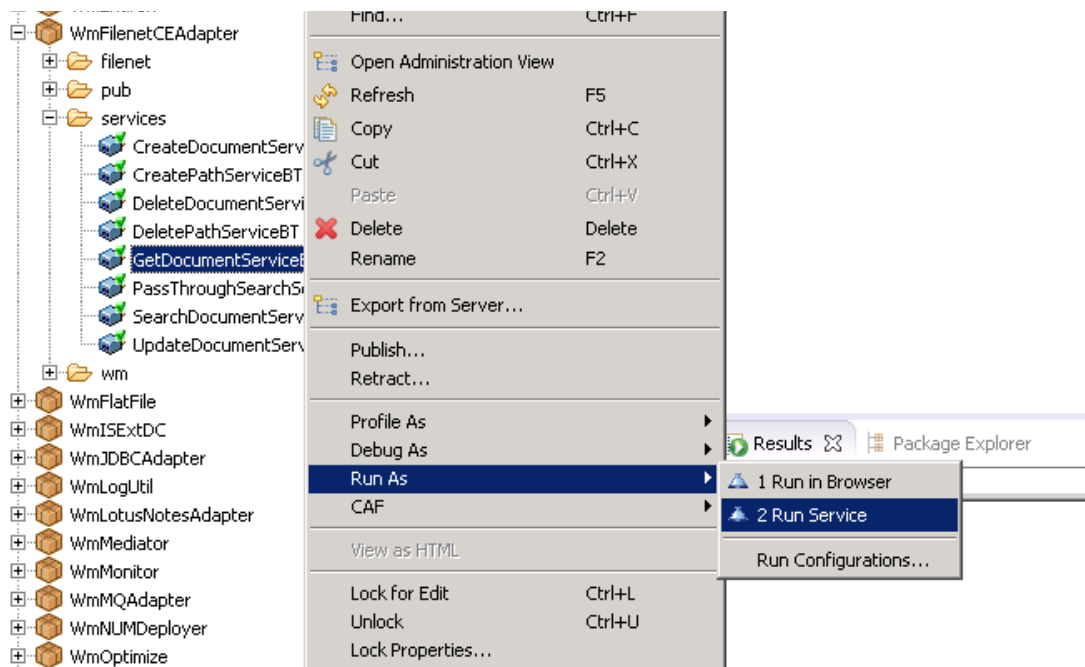 WmFilenetCEAdapter
filenet
pub
services
CreateDocumentServ
CreatePathServiceBT
DeleteDocumentServi
DeletePathServiceBT
GetDocumentServiceB
PassThroughSearchS
SearchDocumentServ
UpdateDocumentServ
wm
WmFlatFile
WmISExtDC
WmJDBCAdapter
WmLogUtil
WmLotusNotesAdapter
WmMediator
WmMonitor
WmMQAdapter
WmNUMDeployer
WmOptimize
Find... Ctrl+F
Open Administration View
Refresh F5
Copy Ctrl+C
Cut Ctrl+X
Paste Ctrl+V
Delete Delete
Rename F2
Export from Server...
Publish...
Retract...
Profile As
Debug As
Run As
CAF
View as HTML
Lock for Edit Ctrl+L
Unlock Ctrl+U
Lock Properties...
Results Package Explorer
1 Run in Browser
2 Run Service
Run Configurations...